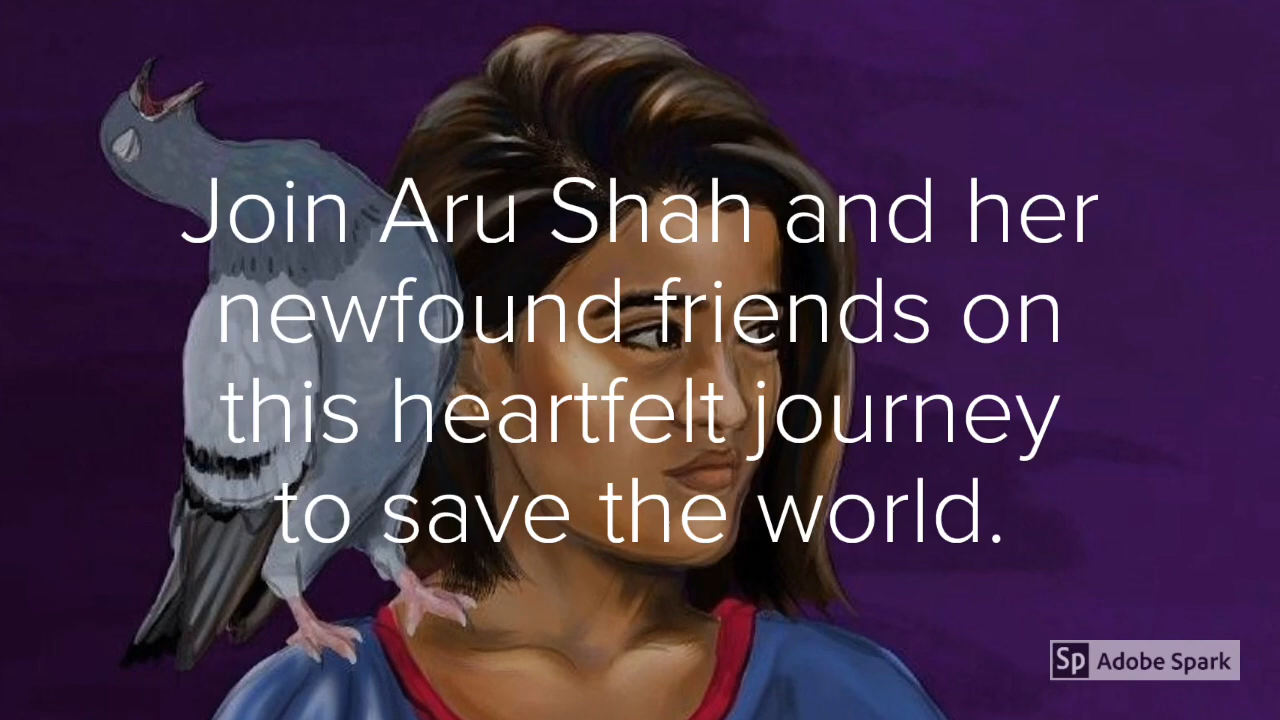 Join Aru Shah and her
newfound friends on
this heartfelt journey
to save the world.
Sp Adobe Spark